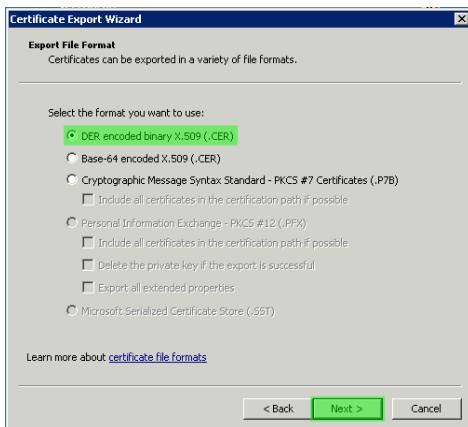 Certificate Export Wizard
Export File Format
Certificates can be exported in a variety of file formats.
Select the format you want to use:
DER encoded binary X.509 (.CER)
Base-64 encoded X.509 (.CER)
Cryptographic Message Syntax Standard - PKCS #7 Certificates (.P7B)
Include all certificates in the certification path if possible
Personal Information Exchange - PKCS #12 (.PFX)
Include all certificates in the certification path if possible
Delete the private key if the export is successful
Export all extended properties
Microsoft Serialized Certificate Store (.SST)
Learn more about certificate file formats
< Back Next > Cancel